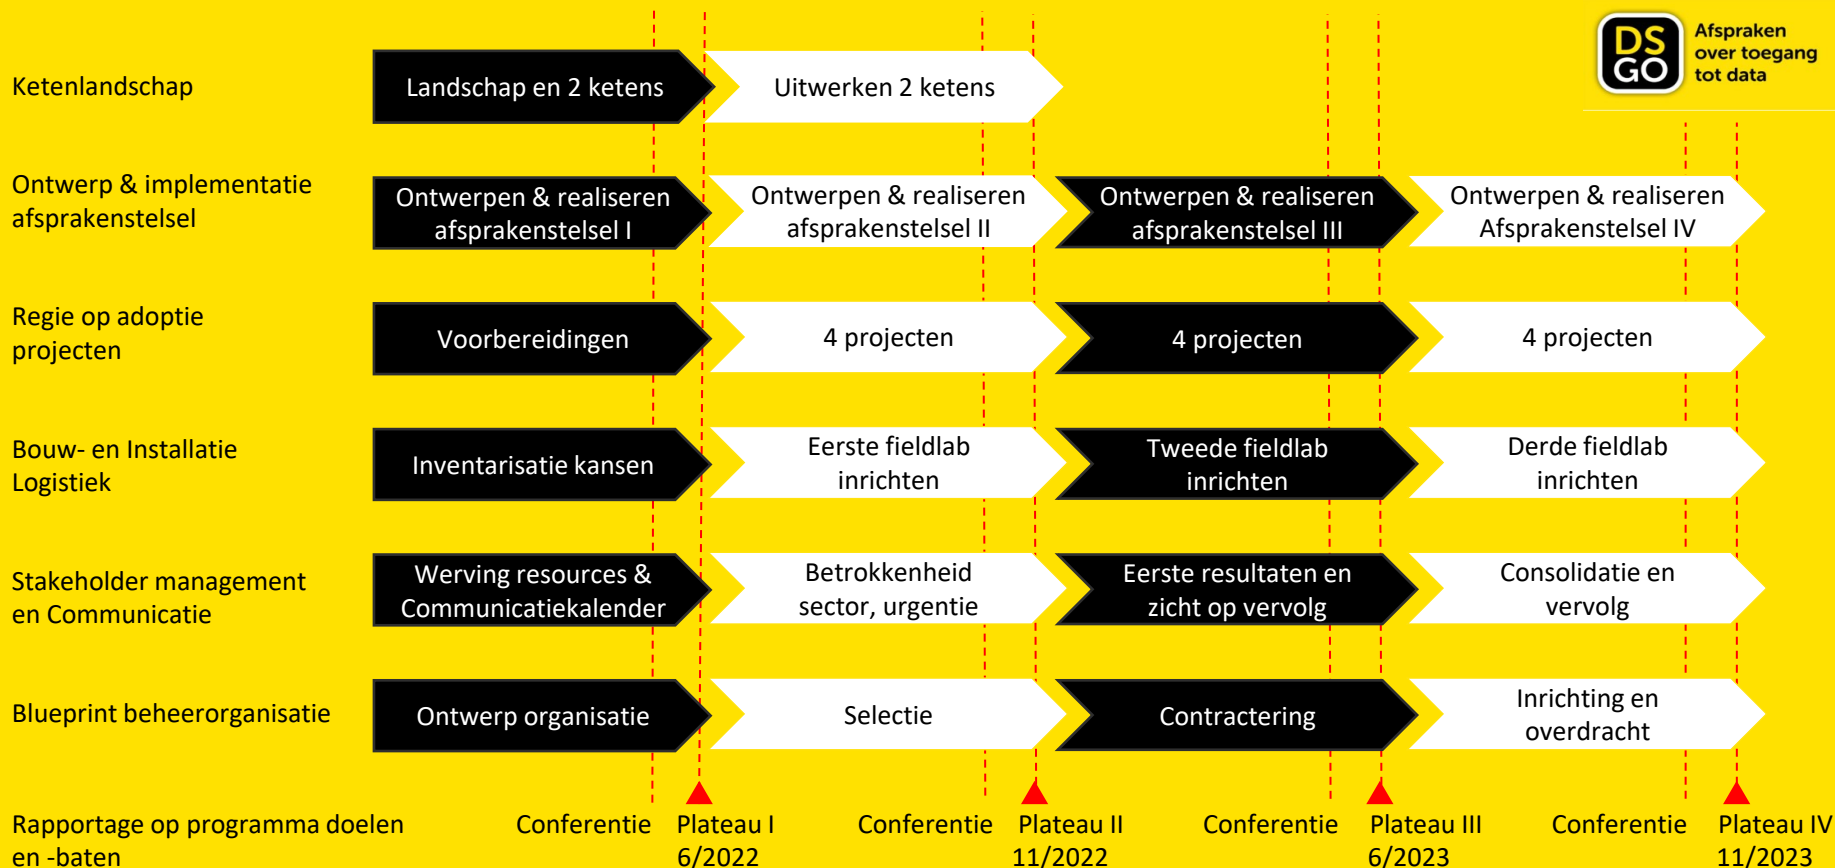 DS
GO
Afspraken
over toegang
tot data
Ketenlandschap
Landschap en 2 ketens
Uitwerken 2 ketens
Ontwerp & implementatie
afsprakenstelsel
Ontwerpen & realiseren
afsprakenstelsel I
Ontwerpen & realiseren
afsprakenstelsel II
Ontwerpen & realiseren
afsprakenstelsel III
Ontwerpen & realiseren
Afsprakenstelsel IV
Regie op adoptie
projecten
Voorbereidingen
4 projecten
4 projecten
4 projecten
Bouw- en Installatie
Logistiek
Inventarisatie kansen
Eerste fieldlab
inrichten
Tweede fieldlab
inrichten
Derde fieldlab
inrichten
Stakeholder management
en Communicatie
Werving resources &
Communicatiekalender
Betrokkenheid
sector, urgentie
Eerste resultaten en
zicht op vervolg
Consolidatie en
vervolg
Blueprint beheerorganisatie
Ontwerp organisatie
Selectie
Contractering
Inrichting en
overdracht
Rapportage op programma doelen
en -baten
Conferentie
Plateau I
6/2022
Conferentie
Plateau II
11/2022
Conferentie
Plateau III
6/2023
Conferentie
Plateau IV
11/2023